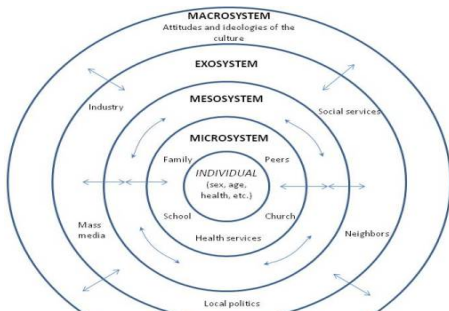 MACROSYSTEM
Attitudes and ideologies of the
culture
EXOSYSTEM
Industry
Social services
MESOSYSTEM
MICROSYSTEM
Family
Peers
INDIVIDUAL
(sex, age,
health, etc.)
School
Church
Health services
Mass
media
Neighbors
Local politics